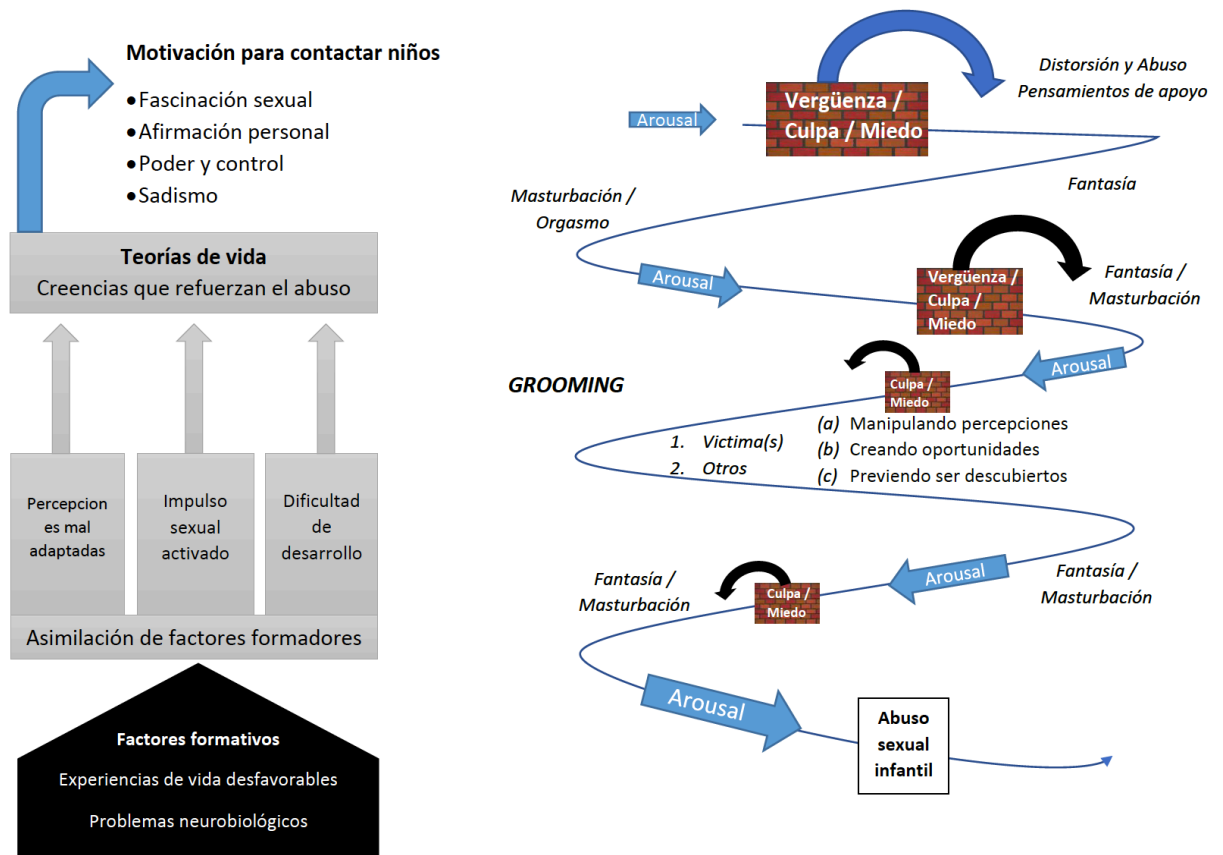 Motivación para contactar niños
•Fascinación sexual
•Afirmación personal
•Poder y control
•Sadismo
Teorías de vida
Creencias que refuerzan el abuso
Percepcion
es mal
adaptadas
Impulso
sexual
activado
Dificultad
de
desarrollo
Asimilación de factores formadores
Factores formativos
Experiencias de vida desfavorables
Problemas neurobiológicos
Arousal
Vergüenza /
Culpa / Miedo
Distorsión y Abuso
Pensamientos de apoyo
Fantasía
Masturbación /
Orgasmo
Arousal
Vergüenza /
Culpa /
Miedo
Fantasía /
Masturbación
Arousal
Culpa /
Miedo
GROOMING
1. Victima(s)
2. Otros
(a) Manipulando percepciones
(b) Creando oportunidades
(c) Previendo ser descubiertos
Fantasía /
Masturbación
Arousal
Culpa /
Miedo
Fantasía /
Masturbación
Arousal
Abuso
sexual
infantil